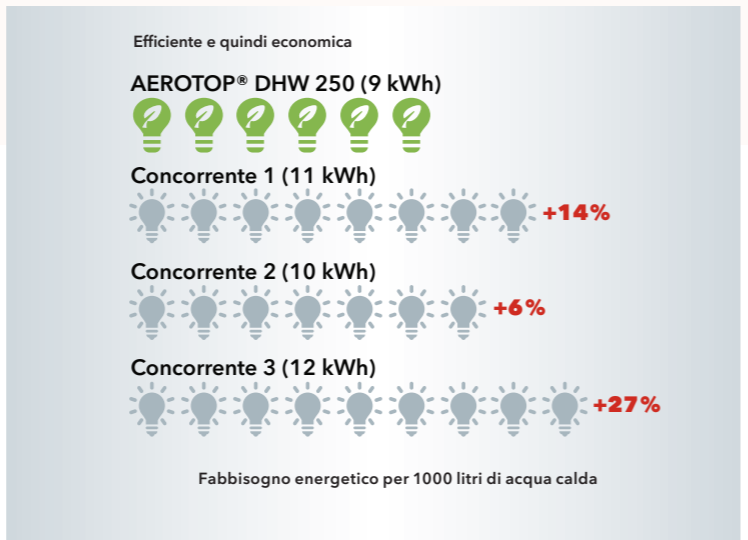 Efficiente e quindi economica
AEROTOP® DHW 250 (9 kWh)
Concorrente 1 (11 kWh)
+14%
Concorrente 2 (10 kWh)
+6%
Concorrente 3 (12 kWh)
+27%
Fabbisogno energetico per 1000 litri di acqua calda